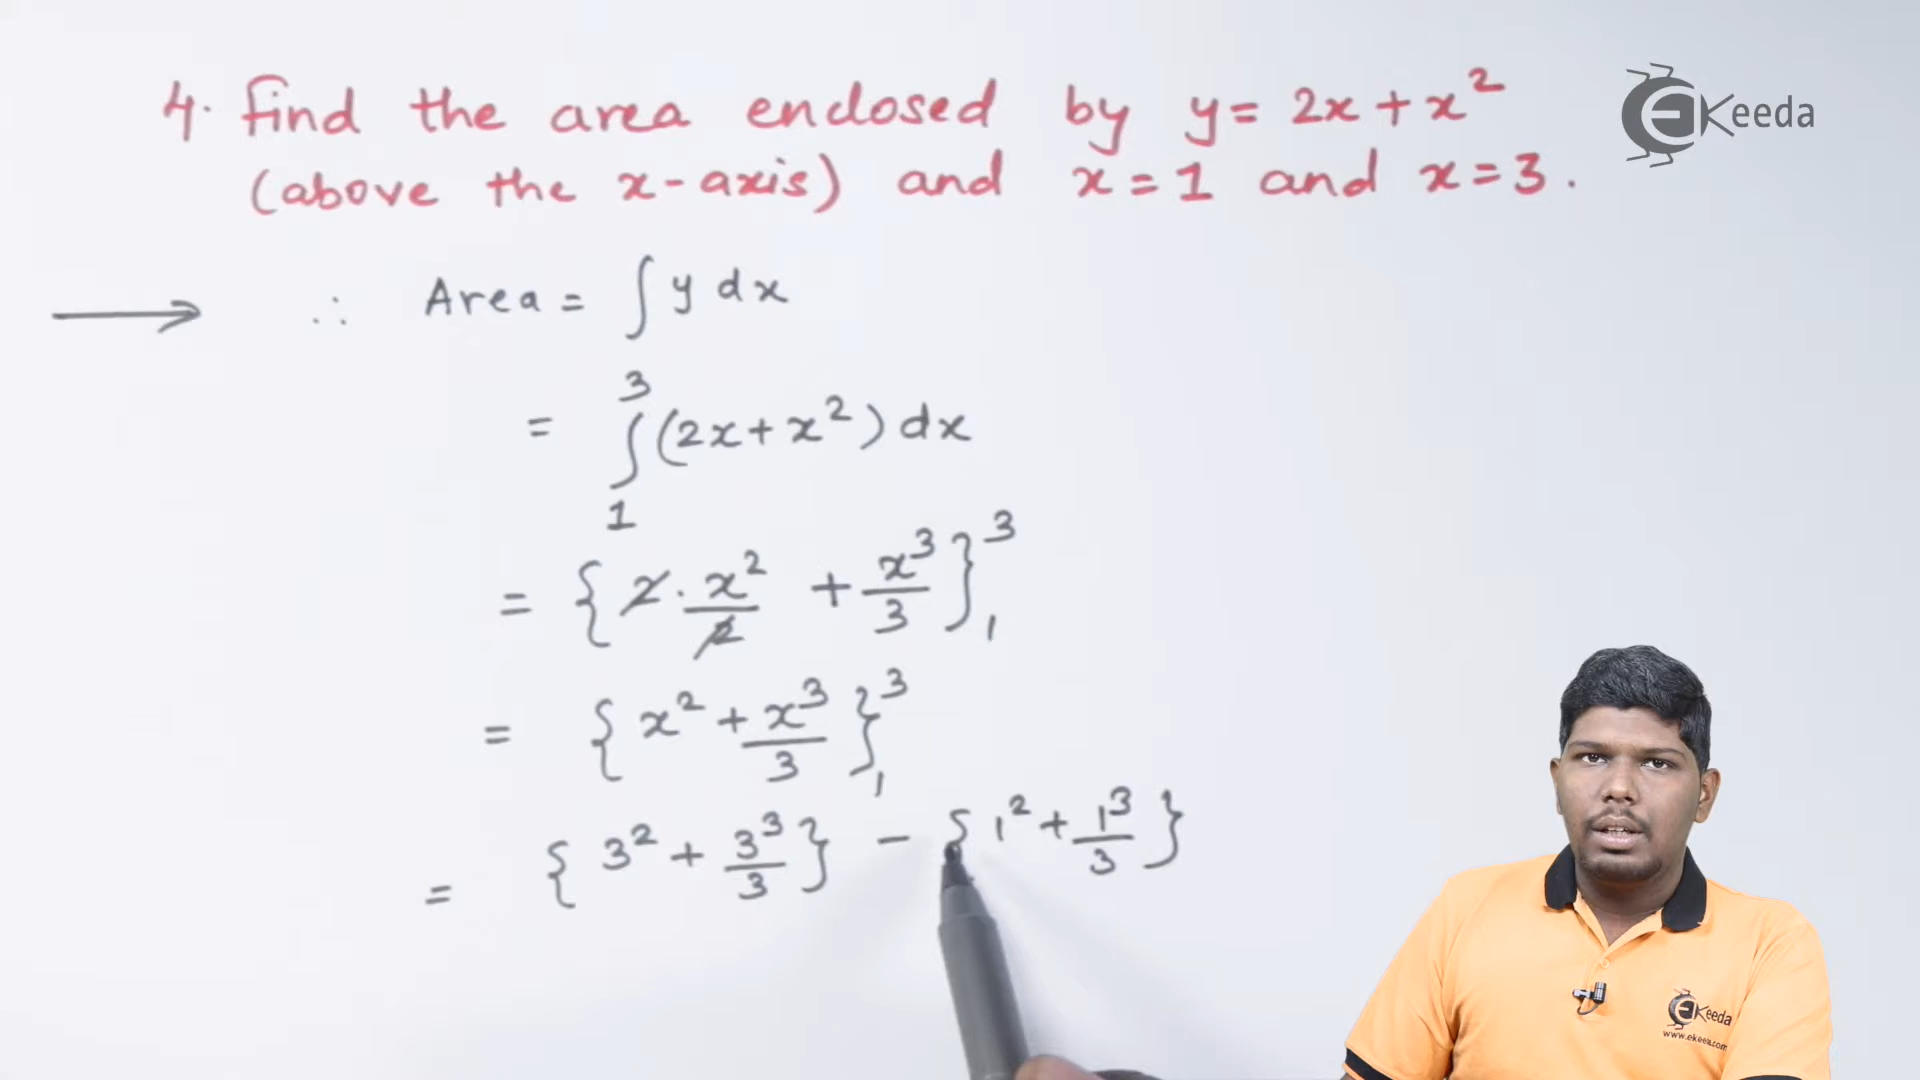 4. Find the area enclosed by y = 2x + x²
(above the x-axis) and x = 1 and x = 3.
EKeeda
∴ Area = ∫ y dx
= ∫₁³ (2x + x²) dx
= {2 · x²/2 + x³/3}₁³
= {x² + x³/3}₁³
= {3² + 3³/3} - {1² + 1³/3}
EKeeda
www.ekeeda.com